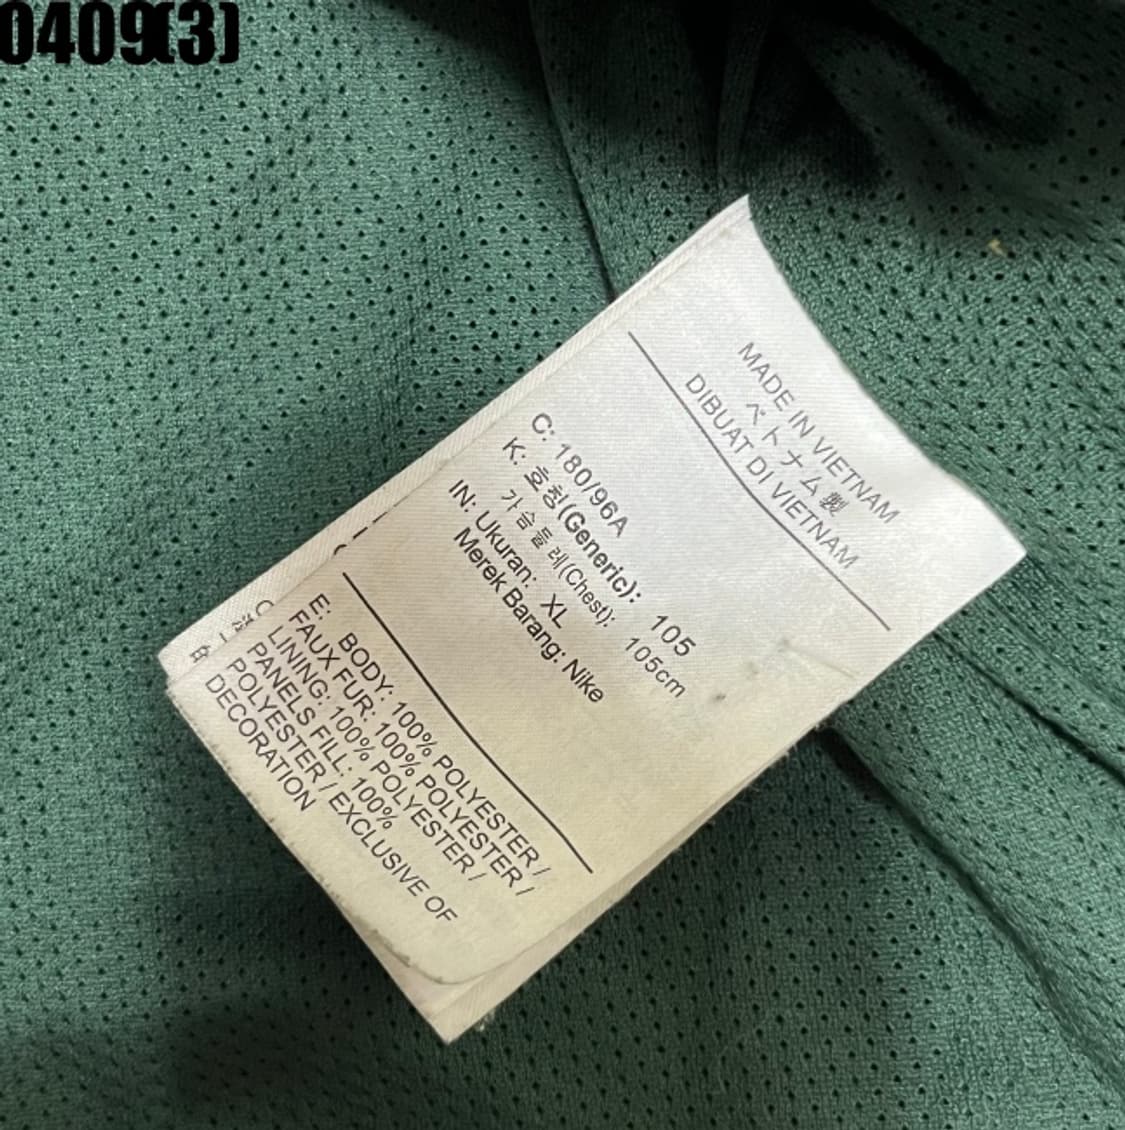 0409(3)
MADE IN VIETNAM
ベトナム製
DIBUAT DI VIETNAM
C: 180/96A
K: 호칭(Generic): 105
가슴둘레(Chest): 105cm
IN: Ukuran: XL
Merek Barang: Nike
E: BODY: 100% POLYESTER /
FAUX FUR: 100% POLYESTER /
LINING: 100% POLYESTER /
PANELS FILL: 100%
POLYESTER / EXCLUSIVE OF
DECORATION